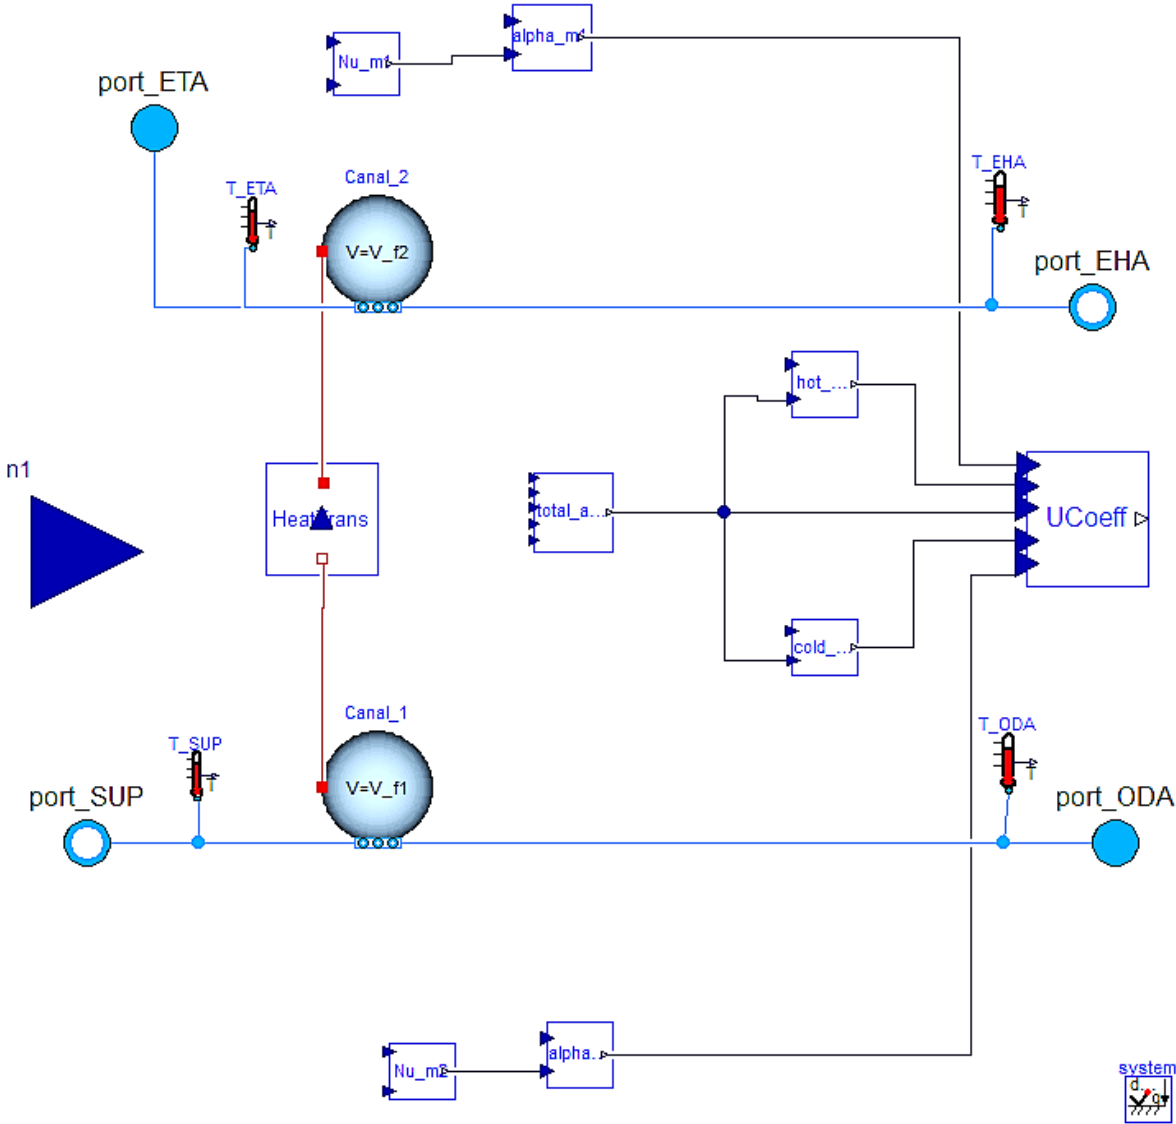 alpha_m1
Nu_m1
port_ETA
T_EHA
Canal_2
T_ETA
T
T
V=V_f2
port_EHA
hot_...
n1
total_a...
HeatTrans
UCoeff
cold_...
Canal_1
T_ODA
T_SUP
T
T
V=V_f1
port_SUP
port_ODA
alpha..
Nu_m2
system
d...
g